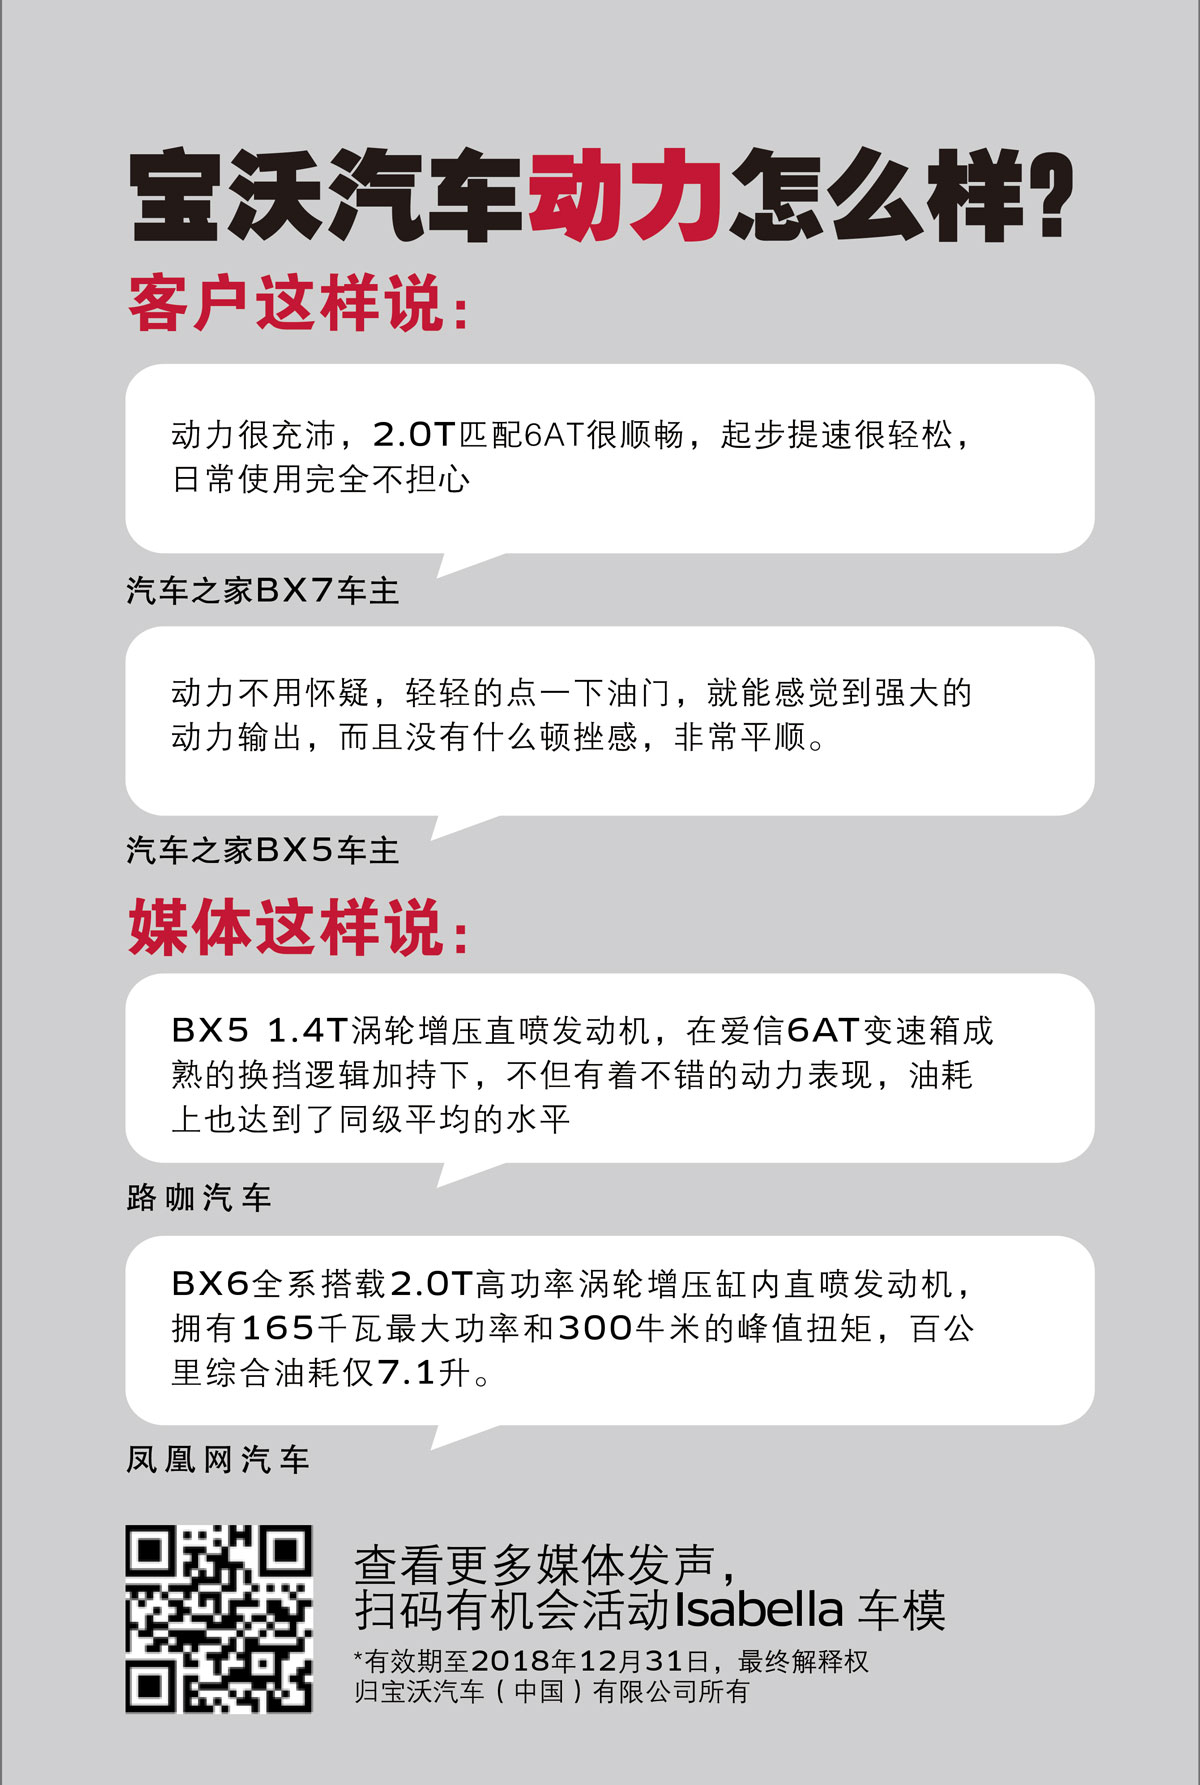 宝沃汽车动力怎么样?
客户这样说:
动力很充沛，2.0T匹配6AT很顺畅，起步提速很轻松，
日常使用完全不担心
汽车之家BX7车主
动力不用怀疑，轻轻的点一下油门，就能感觉到强大的
动力输出，而且没有什么顿挫感，非常平顺。
汽车之家BX5车主
媒体这样说:
BX5 1.4T涡轮增压直喷发动机，在爱信6AT变速箱成
熟的换挡逻辑加持下，不但有着不错的动力表现，油耗
上也达到了同级平均的水平
路咖汽车
BX6全系搭载2.0T高功率涡轮增压缸内直喷发动机，
拥有165千瓦最大功率和300牛米的峰值扭矩，百公
里综合油耗仅7.1升。
凤凰网汽车
查看更多媒体发声，
扫码有机会活动Isabella 车模
*有效期至2018年12月31日，最终解释权
归宝沃汽车（中国）有限公司所有